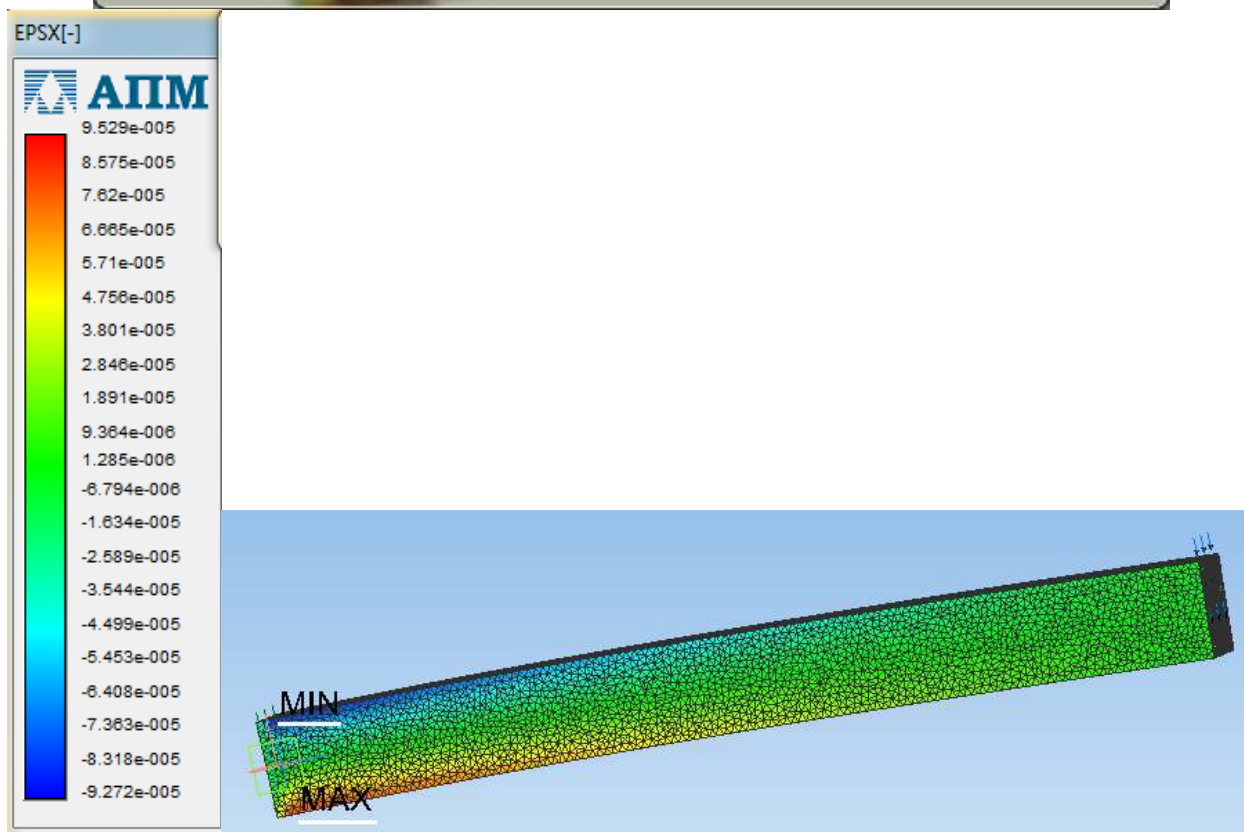 EPSX[-]
АПМ
9.529e-005
8.575e-005
7.62e-005
6.665e-005
5.71e-005
4.756e-005
3.801e-005
2.846e-005
1.891e-005
9.364e-006
1.285e-006
-6.794e-006
-1.634e-005
-2.589e-005
-3.544e-005
-4.499e-005
-5.453e-005
-6.408e-005
-7.363e-005
-8.318e-005
-9.272e-005
MIN
MAX